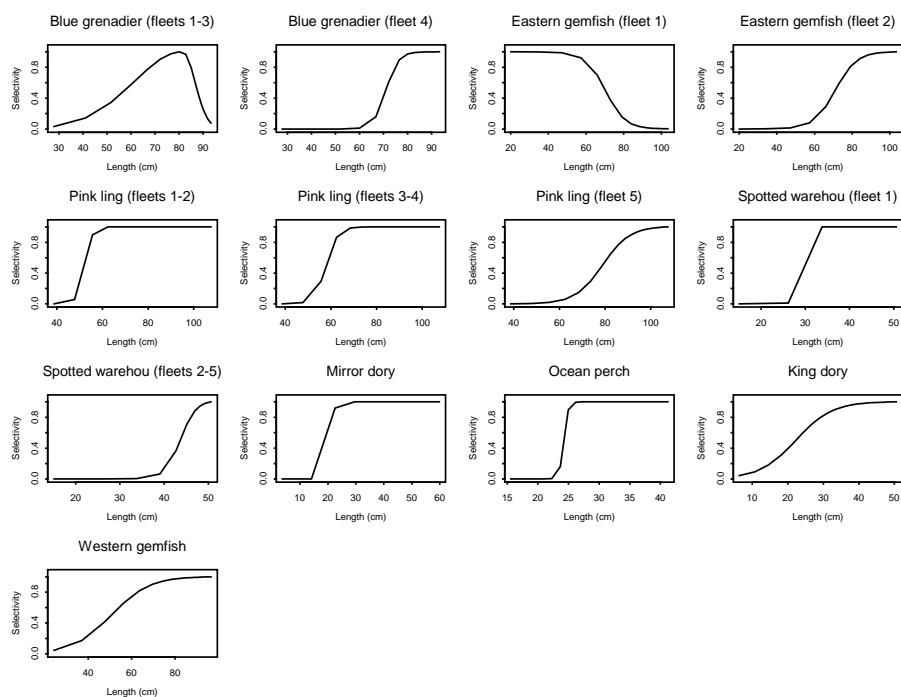 Blue grenadier (fleets 1-3)
Selectivity
0.0 0.4 0.8
30 40 50 60 70 80 90
Length (cm)
Blue grenadier (fleet 4)
Selectivity
0.0 0.4 0.8
30 40 50 60 70 80 90
Length (cm)
Eastern gemfish (fleet 1)
Selectivity
0.0 0.4 0.8
20 40 60 80 100
Length (cm)
Eastern gemfish (fleet 2)
Selectivity
0.0 0.4 0.8
20 40 60 80 100
Length (cm)
Pink ling (fleets 1-2)
Selectivity
0.0 0.4 0.8
40 60 80 100
Length (cm)
Pink ling (fleets 3-4)
Selectivity
0.0 0.4 0.8
40 60 80 100
Length (cm)
Pink ling (fleet 5)
Selectivity
0.0 0.4 0.8
40 60 80 100
Length (cm)
Spotted warehou (fleet 1)
Selectivity
0.0 0.4 0.8
20 30 40 50
Length (cm)
Spotted warehou (fleets 2-5)
Selectivity
0.0 0.4 0.8
20 30 40 50
Length (cm)
Mirror dory
Selectivity
0.0 0.4 0.8
10 20 30 40 50 60
Length (cm)
Ocean perch
Selectivity
0.0 0.4 0.8
15 20 25 30 35 40
Length (cm)
King dory
Selectivity
0.0 0.4 0.8
10 20 30 40 50
Length (cm)
Western gemfish
Selectivity
0.0 0.4 0.8
40 60 80
Length (cm)